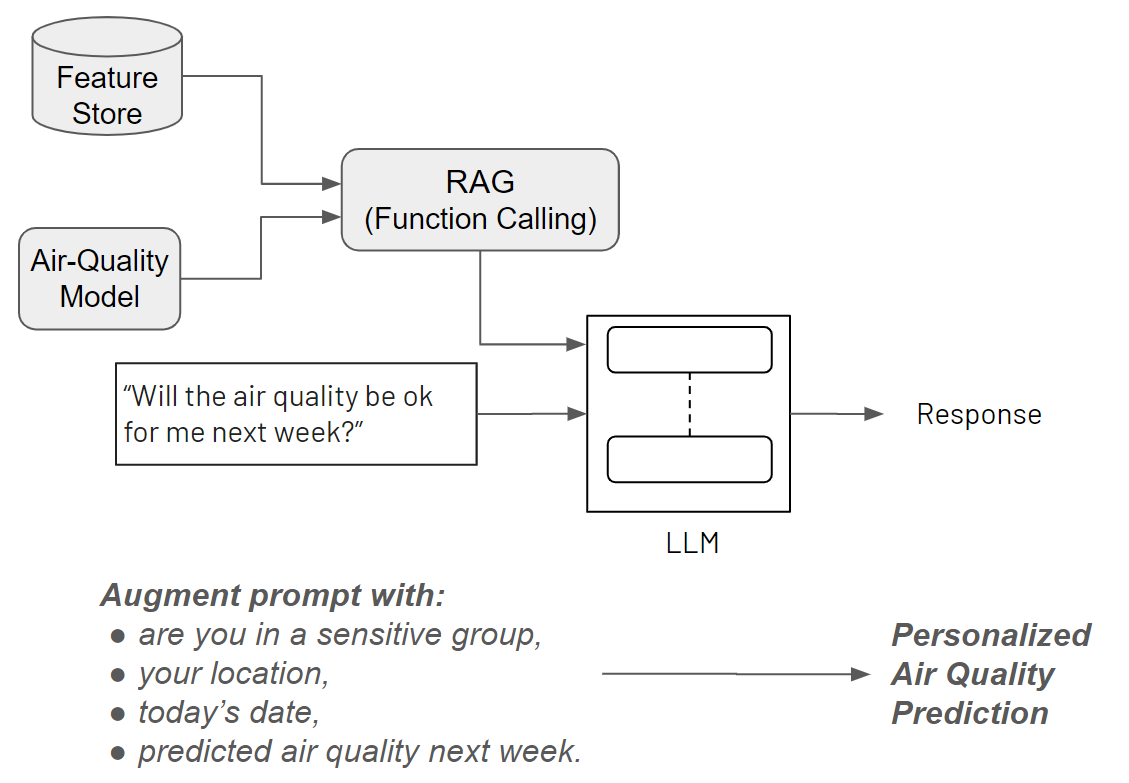 Feature
Store
RAG
(Function Calling)
Air-Quality
Model
“Will the air quality be ok
for me next week?”
Response
LLM
Augment prompt with:
● are you in a sensitive group,
● your location,
● today’s date,
● predicted air quality next week.
Personalized
Air Quality
Prediction